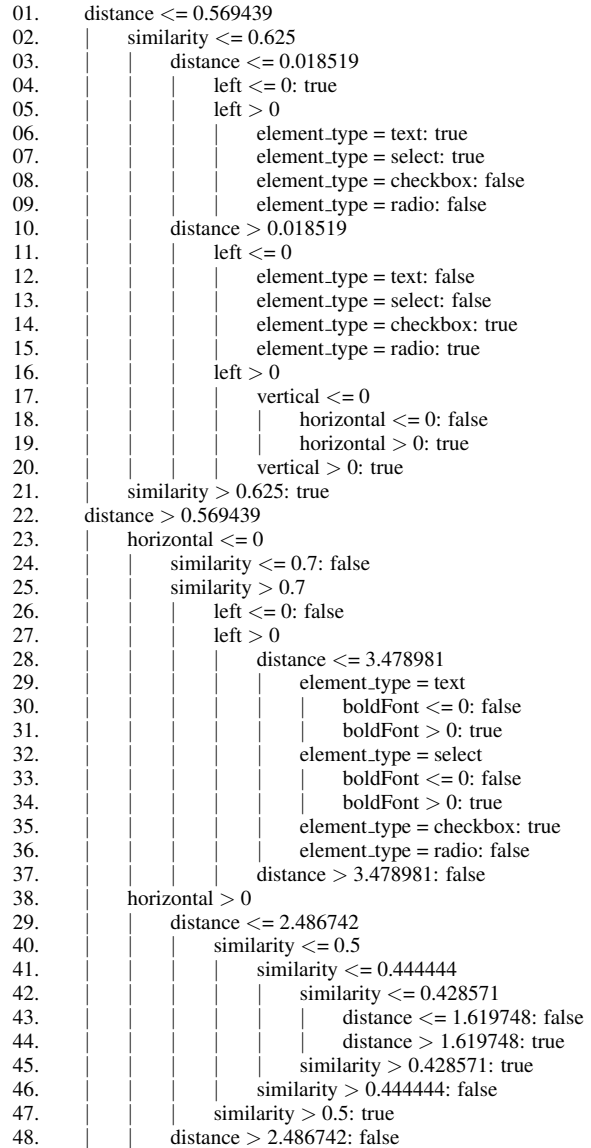 01. distance <= 0.569439
02. | similarity <= 0.625
03. | | distance <= 0.018519
04. | | | left <= 0: true
05. | | | left > 0
06. | | | | element_type = text: true
07. | | | | element_type = select: true
08. | | | | element_type = checkbox: false
09. | | | | element_type = radio: false
10. | | distance > 0.018519
11. | | | left <= 0
12. | | | | element_type = text: false
13. | | | | element_type = select: false
14. | | | | element_type = checkbox: true
15. | | | | element_type = radio: true
16. | | | left > 0
17. | | | | vertical <= 0
18. | | | | | horizontal <= 0: false
19. | | | | | horizontal > 0: true
20. | | | | vertical > 0: true
21. | similarity > 0.625: true
22. distance > 0.569439
23. | horizontal <= 0
24. | | similarity <= 0.7: false
25. | | similarity > 0.7
26. | | | left <= 0: false
27. | | | left > 0
28. | | | | distance <= 3.478981
29. | | | | | element_type = text
30. | | | | | | boldFont <= 0: false
31. | | | | | | boldFont > 0: true
32. | | | | | element_type = select
33. | | | | | | boldFont <= 0: false
34. | | | | | | boldFont > 0: true
35. | | | | | element_type = checkbox: true
36. | | | | | element_type = radio: false
37. | | | | distance > 3.478981: false
38. | horizontal > 0
29. | | distance <= 2.486742
40. | | | similarity <= 0.5
41. | | | | similarity <= 0.444444
42. | | | | | similarity <= 0.428571
43. | | | | | | distance <= 1.619748: false
44. | | | | | | distance > 1.619748: true
45. | | | | | similarity > 0.428571: true
46. | | | | similarity > 0.444444: false
47. | | | similarity > 0.5: true
48. | | distance > 2.486742: false